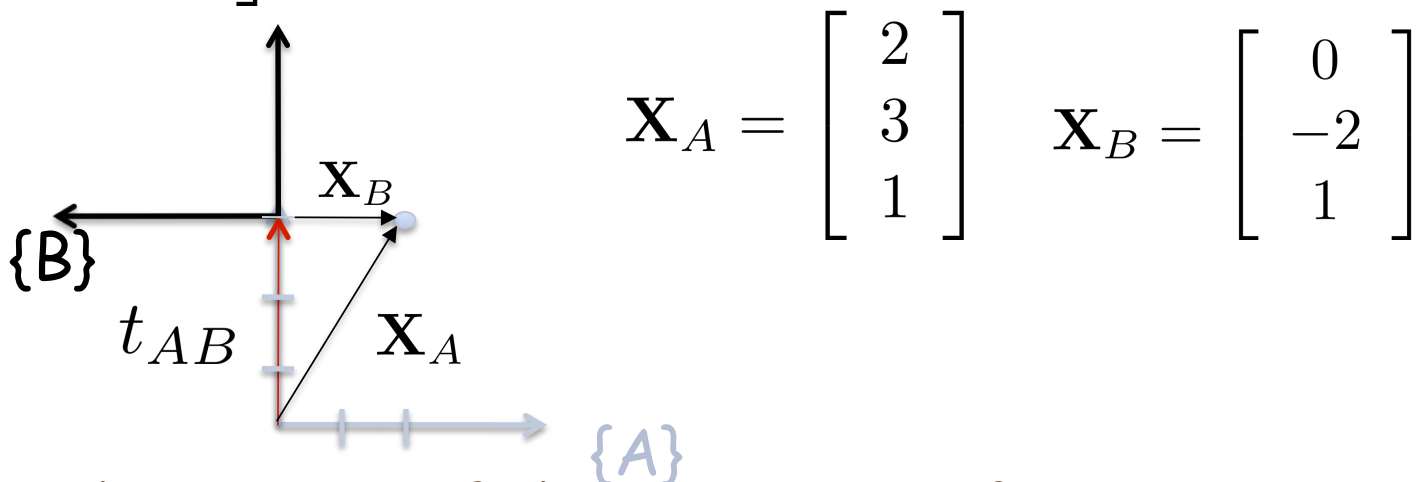 X_A = [ 2 3 1 ]
X_B = [ 0 −2 1 ]
X_B
{B}
t_AB
X_A
{A}